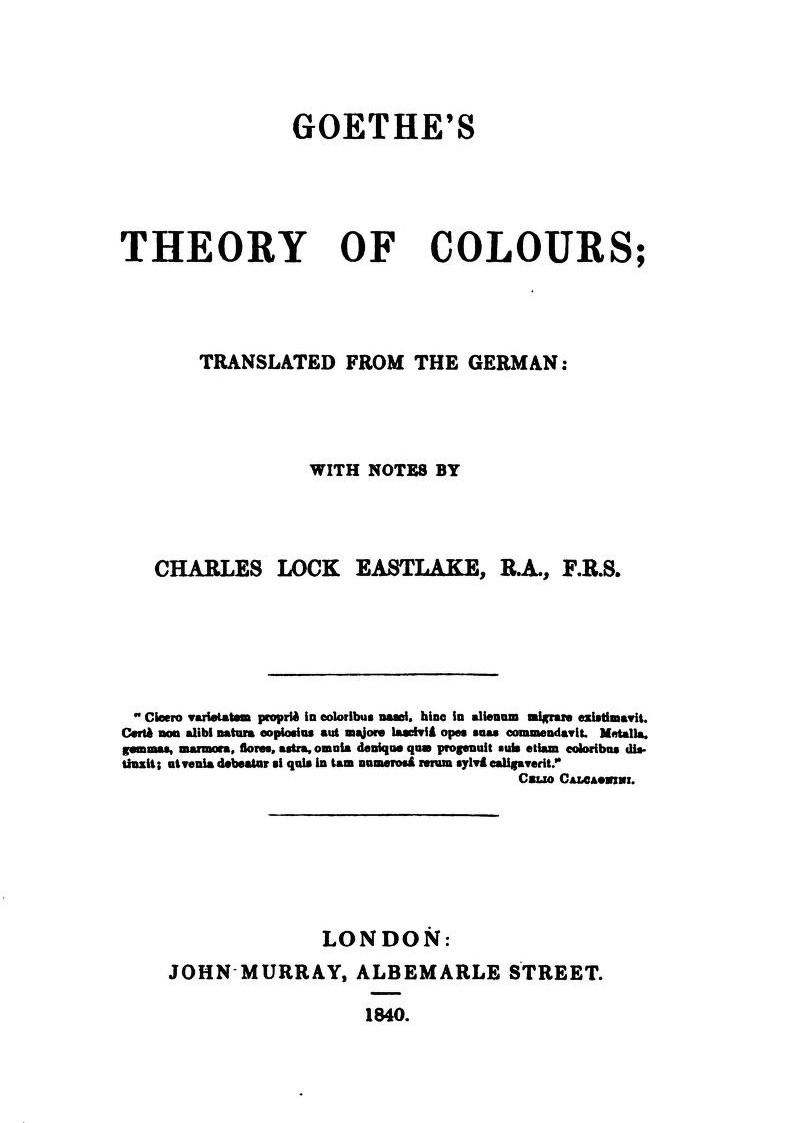 GOETHE'S
THEORY OF COLOURS;
TRANSLATED FROM THE GERMAN:
WITH NOTES BY
CHARLES LOCK EASTLAKE, R.A., F.R.S.
"Cicero varietatem propriè in coloribus nasci, hinc in alienum migrare existimavit.
Certè non alibi natura copiosius aut majore lasciviâ opes suas commendavit. Metalla,
gemmas, marmora, flores, astra, omnia denique quæ progenuit suis etiam coloribus dis-
tinxit; ut venia debeatur si quis in tam numerosâ rerum sylvâ caligaverit."
CELIO CALCAGNINI.
LONDON:
JOHN MURRAY, ALBEMARLE STREET.
1840.